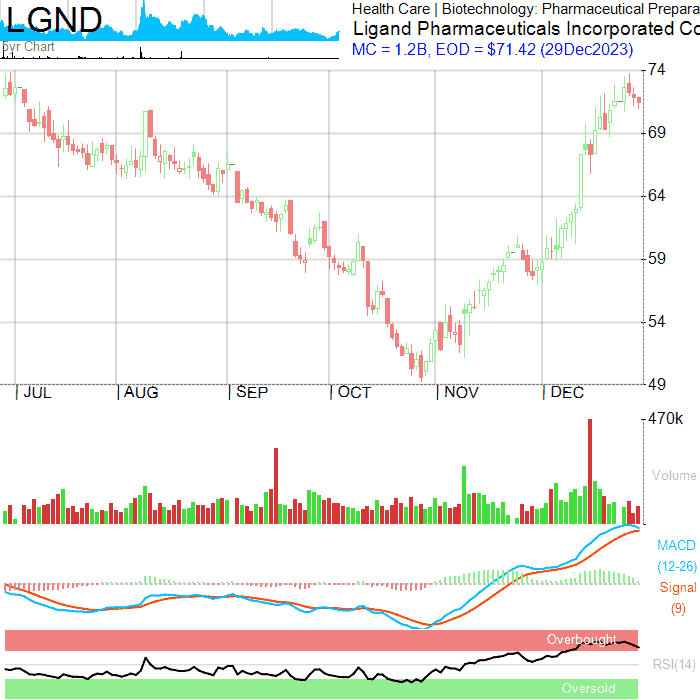 LGND
5yr Chart
Health Care | Biotechnology: Pharmaceutical Prepara
Ligand Pharmaceuticals Incorporated Co
MC = 1.2B, EOD = $71.42 (29Dec2023)
74
69
64
59
54
49
JUL AUG SEP OCT NOV DEC
470k
Volume
MACD
(12-26)
Signal
(9)
Overbought
RSI(14)
Oversold